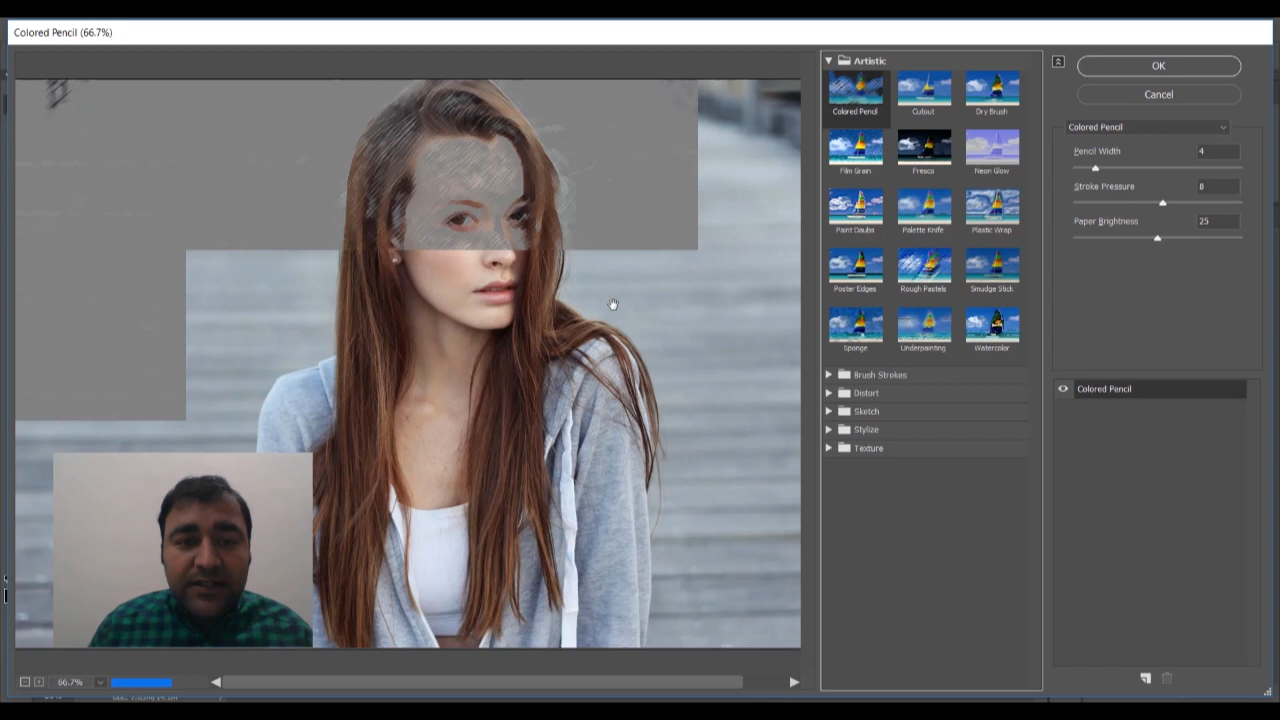 Colored Pencil (66.7%)
Artistic
Colored Pencil
Cutout
Dry Brush
Film Grain
Fresco
Neon Glow
Paint Daubs
Palette Knife
Plastic Wrap
Poster Edges
Rough Pastels
Smudge Stick
Sponge
Underpainting
Watercolor
Brush Strokes
Distort
Sketch
Stylize
Texture
OK
Cancel
Colored Pencil
Pencil Width 4
Stroke Pressure 8
Paper Brightness 25
Colored Pencil
66.7%